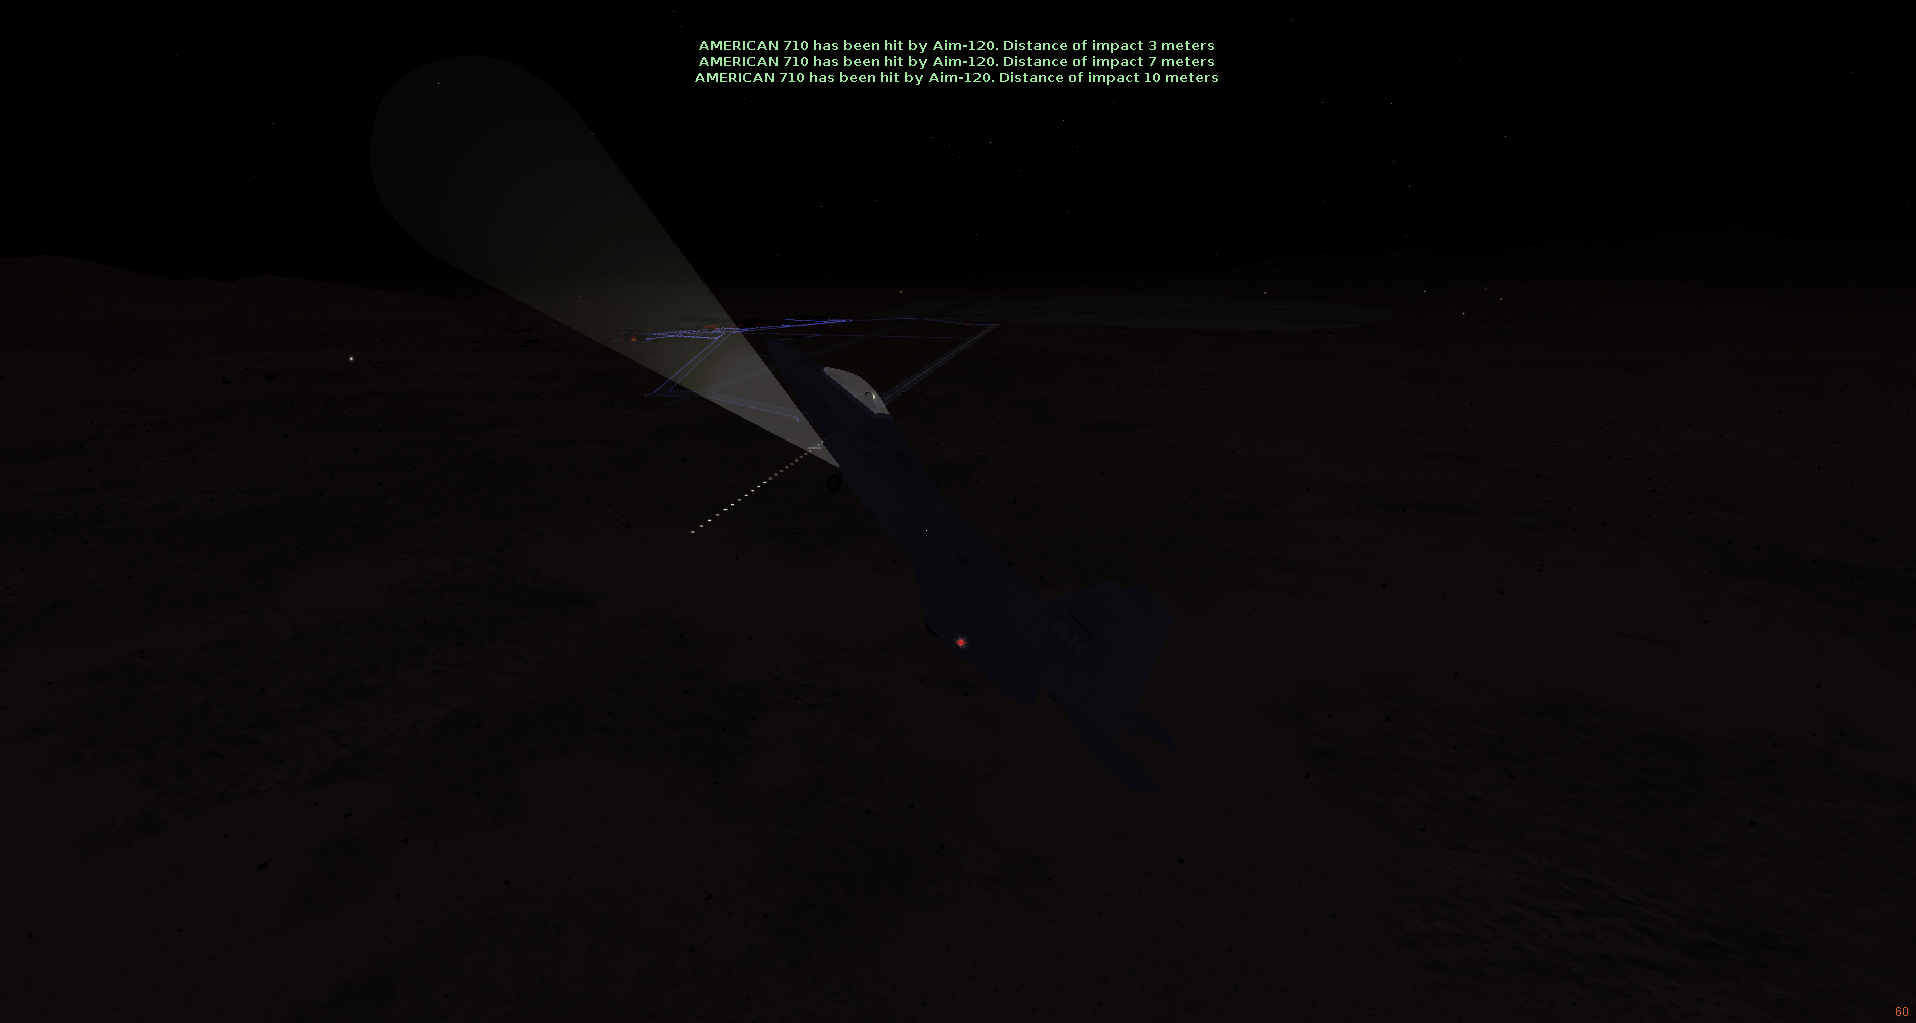 AMERICAN 710 has been hit by Aim-120. Distance of impact 3 meters
AMERICAN 710 has been hit by Aim-120. Distance of impact 7 meters
AMERICAN 710 has been hit by Aim-120. Distance of impact 10 meters
60